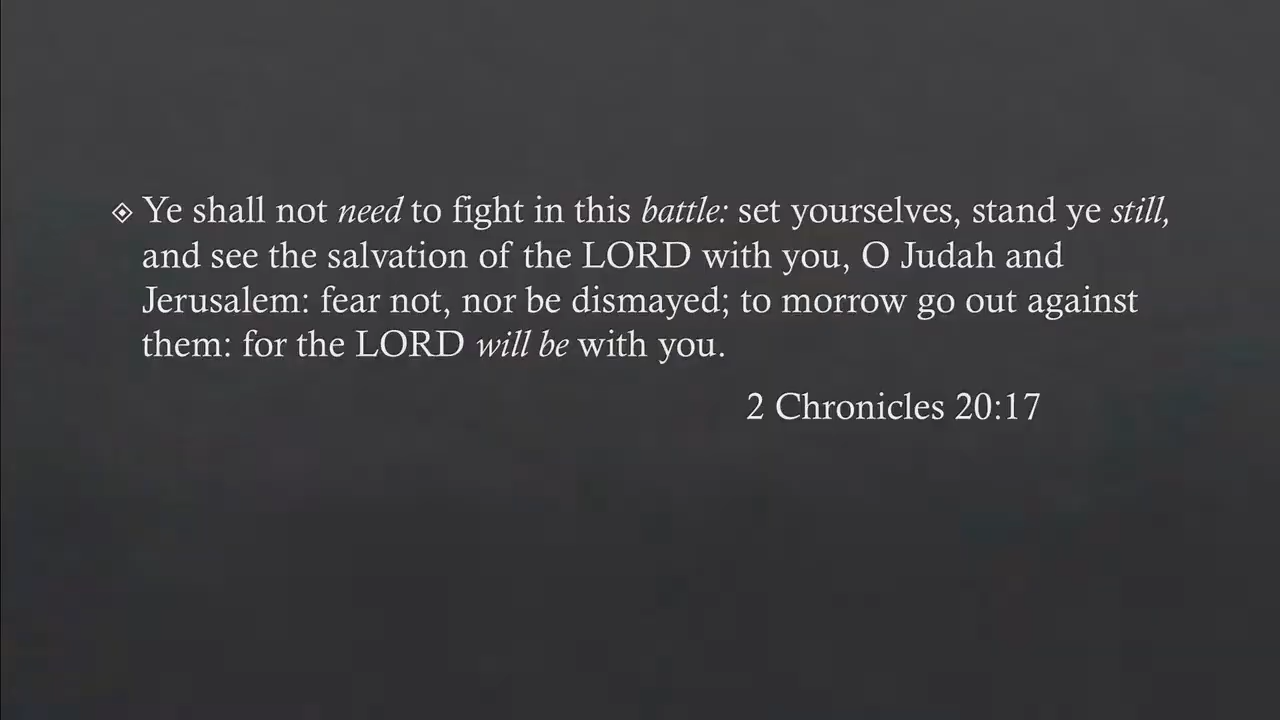 Ye shall not need to fight in this battle: set yourselves, stand ye still,
and see the salvation of the LORD with you, O Judah and
Jerusalem: fear not, nor be dismayed; to morrow go out against
them: for the LORD will be with you.
2 Chronicles 20:17